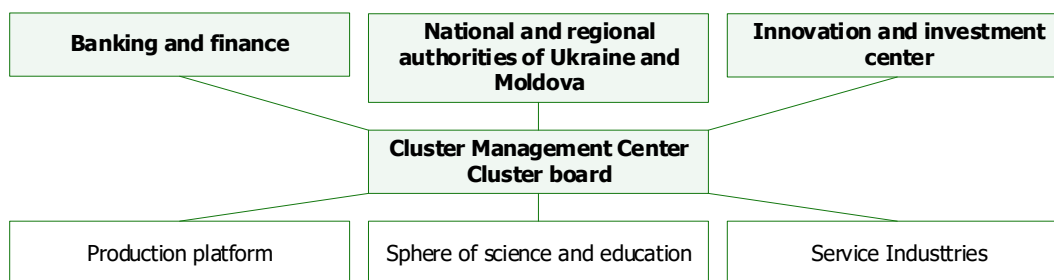 Banking and finance
National and regional
authorities of Ukraine and
Moldova
Innovation and investment
center
Cluster Management Center
Cluster board
Production platform
Sphere of science and education
Service Industtries